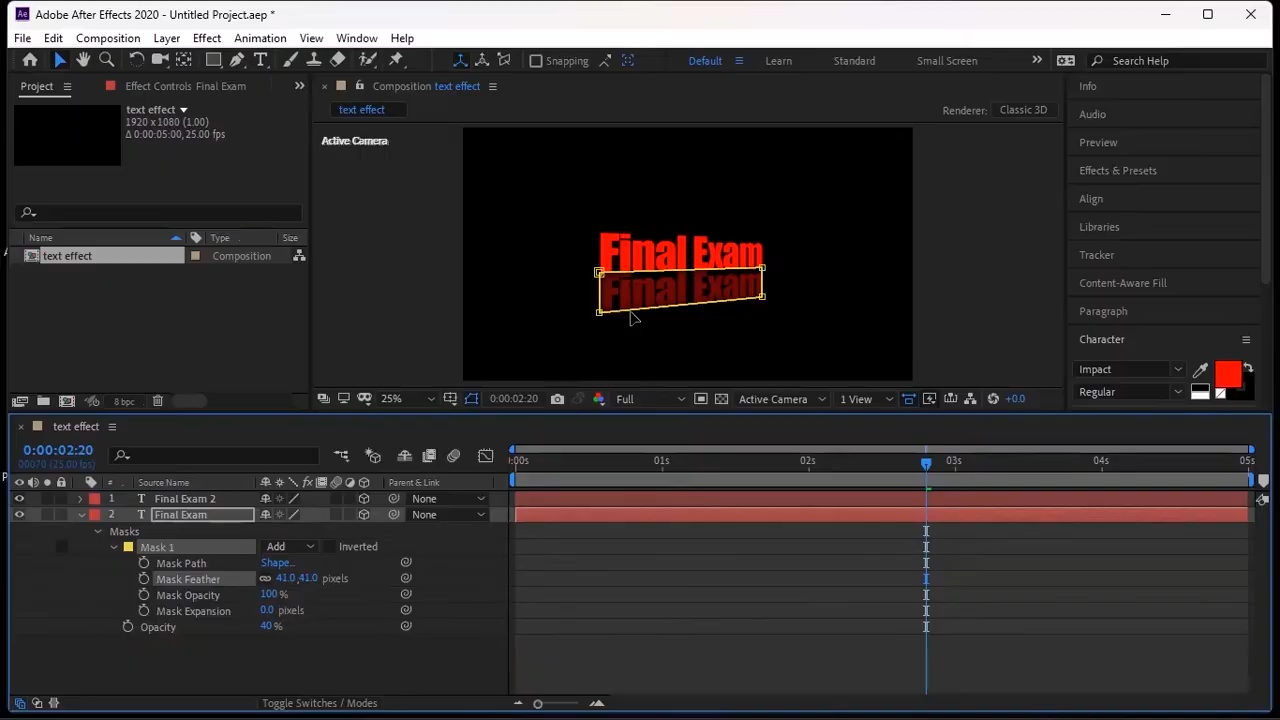 Adobe After Effects 2020 - Untitled Project.aep *
File Edit Composition Layer Effect Animation View Window Help
Snapping Default Learn Standard Small Screen Search Help
Project Effect Controls Final Exam Composition text effect Info
text effect
1920 x 1080 (1.00)
Δ 0:00:05:00, 25.00 fps
text effect Renderer: Classic 3D
Audio
Active Camera
Preview
Effects & Presets
Align
Libraries
Tracker
Content-Aware Fill
Paragraph
Character
Impact
Regular
Name Type Size
text effect Composition
Final Exam
Final Exam
8 bpc 25% 0:00:02:20 Full Active Camera 1 View +0.0
text effect
0:00:02:20
00070 (25.00 fps)
:00s 01s 02s 03s 04s 05s
# Source Name fx Parent & Link
1 T Final Exam 2 None
2 T Final Exam None
Masks
Mask 1 Add Inverted
Mask Path Shape...
Mask Feather 41.0,41.0 pixels
Mask Opacity 100 %
Mask Expansion 0.0 pixels
Opacity 40 %
Toggle Switches / Modes